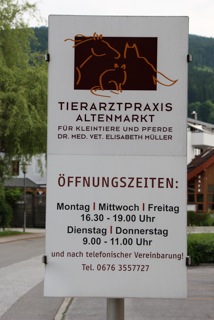 TIERARZTPRAXIS
ALTENMARKT
FÜR KLEINTIERE UND PFERDE
DR. MED. VET. ELISABETH MÜLLER
ÖFFNUNGSZEITEN:
Montag | Mittwoch | Freitag
16.30 - 19.00 Uhr
Dienstag | Donnerstag
9.00 - 11.00 Uhr
und nach telefonischer Vereinbarung!
Tel. 0676 3557727